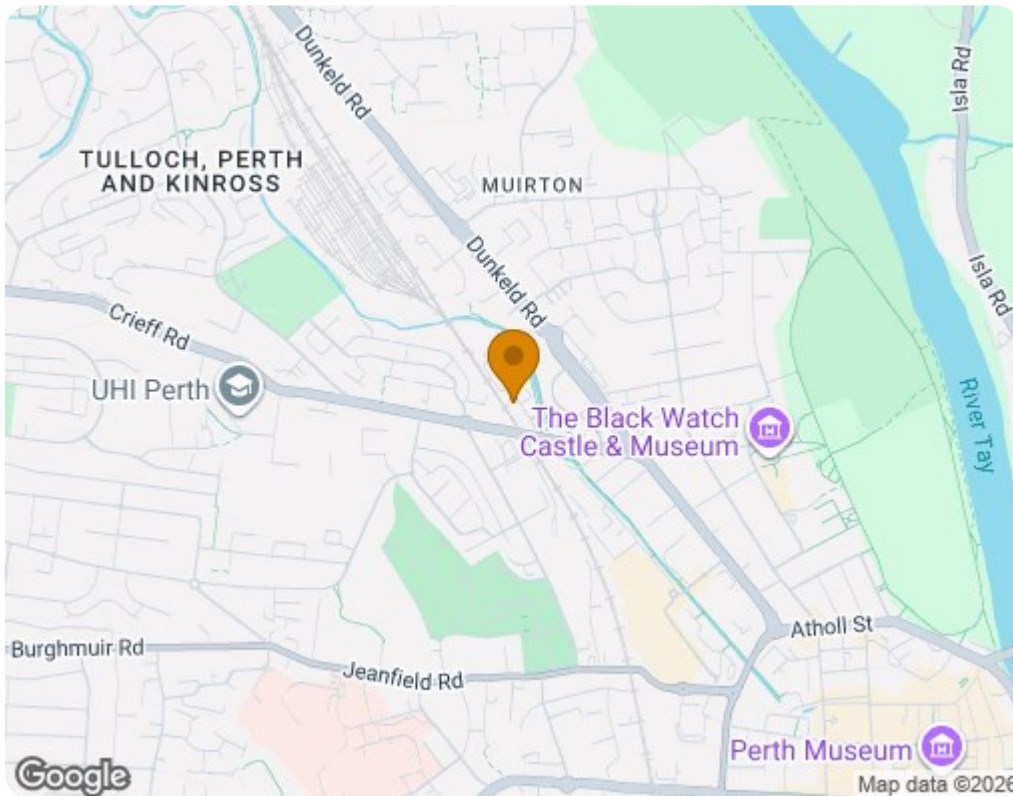 Dunkeld Rd
Isla Rd
TULLOCH, PERTH
AND KINROSS
MUIRTON
Dunkeld Rd
Isla Rd
Crieff Rd
UHI Perth
The Black Watch
Castle & Museum
River Tay
Atholl St
Burghmuir Rd
Jeanfield Rd
Perth Museum
Google
Map data ©2026